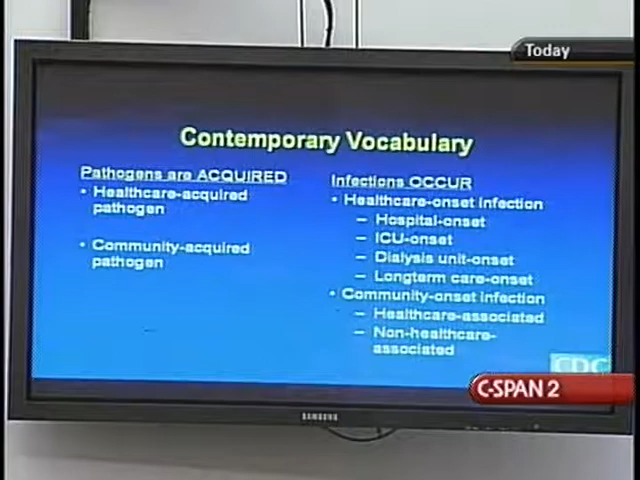 Today
Contemporary Vocabulary
Pathogens are ACQUIRED
• Healthcare-acquired
pathogen
• Community-acquired
pathogen
Infections OCCUR
• Healthcare-onset infection
– Hospital-onset
– ICU-onset
– Dialysis unit-onset
– Longterm care-onset
• Community-onset infection
– Healthcare-associated
– Non-healthcare-
associated
CDC
C-SPAN 2
SAMSUNG